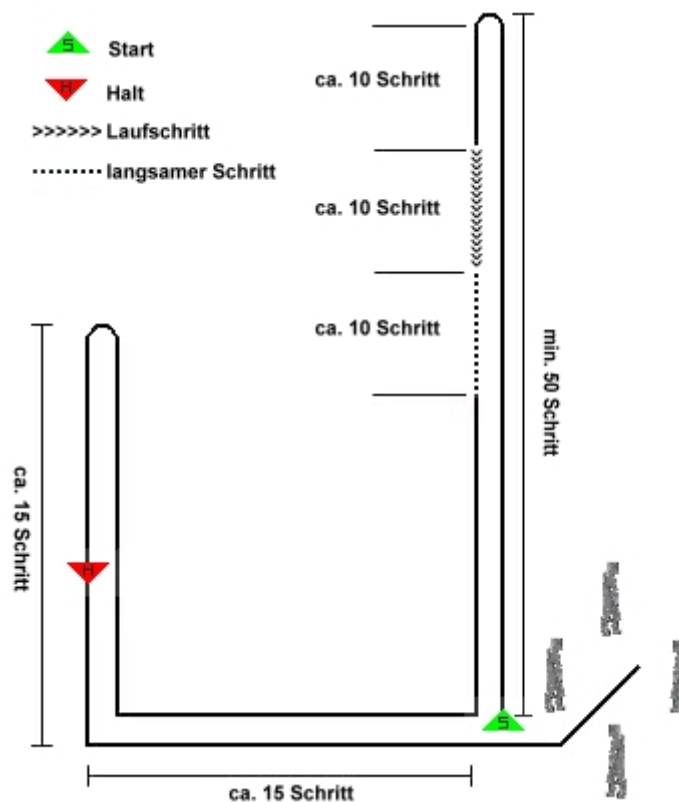 S Start
H Halt
>>>>>> Laufschritt
langsamer Schritt
ca. 10 Schritt
ca. 10 Schritt
ca. 10 Schritt
min. 50 Schritt
ca. 15 Schritt
H
S
ca. 15 Schritt